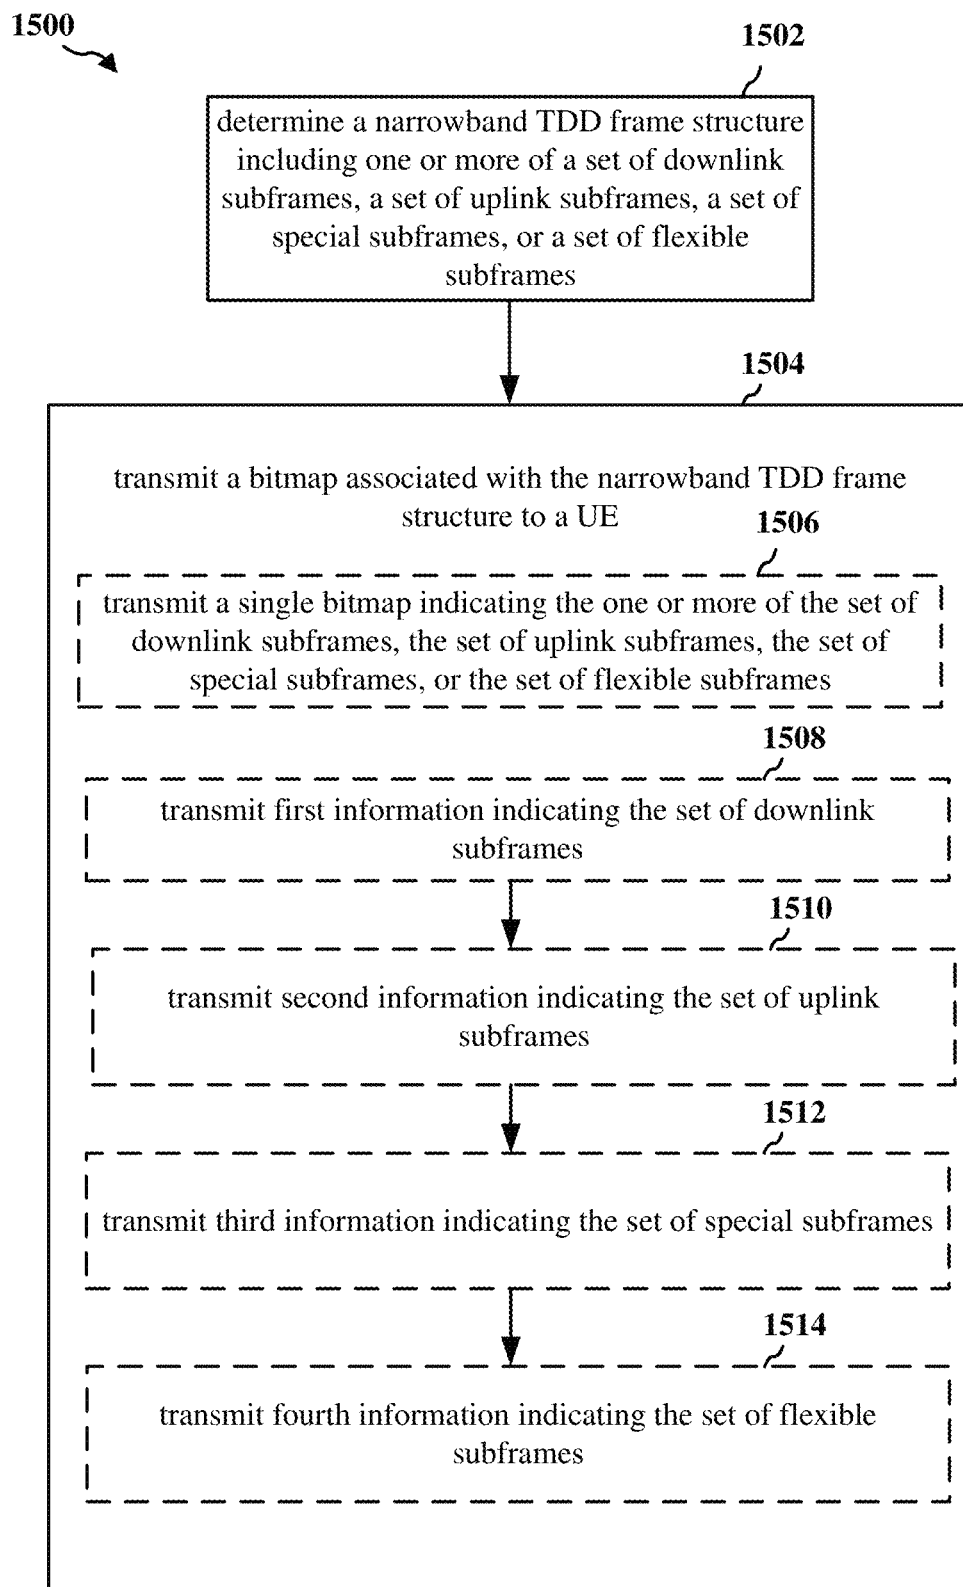 1500
1502
determine a narrowband TDD frame structure
including one or more of a set of downlink
subframes, a set of uplink subframes, a set of
special subframes, or a set of flexible
subframes
1504
transmit a bitmap associated with the narrowband TDD frame
structure to a UE
1506
transmit a single bitmap indicating the one or more of the set of
downlink subframes, the set of uplink subframes, the set of
special subframes, or the set of flexible subframes
1508
transmit first information indicating the set of downlink
subframes
1510
transmit second information indicating the set of uplink
subframes
1512
transmit third information indicating the set of special subframes
1514
transmit fourth information indicating the set of flexible
subframes